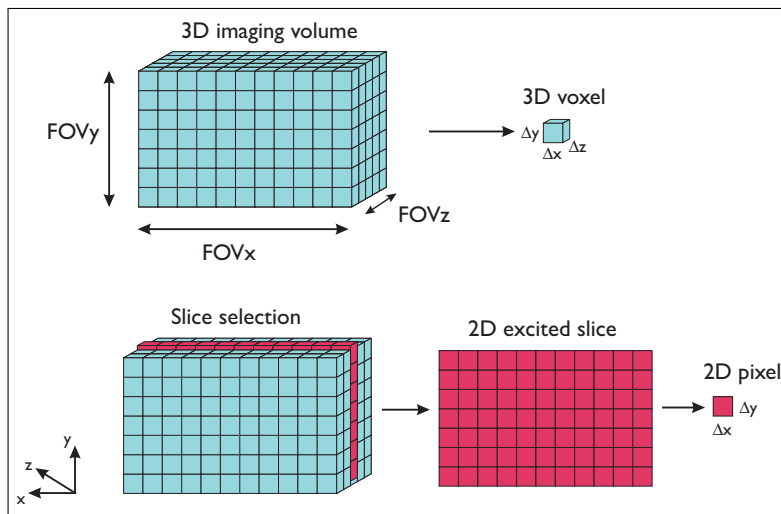 3D imaging volume
3D voxel
FOVy
Δy
Δx
Δz
FOVz
FOVx
Slice selection
2D excited slice
2D pixel
Δy
Δx
y
z
x